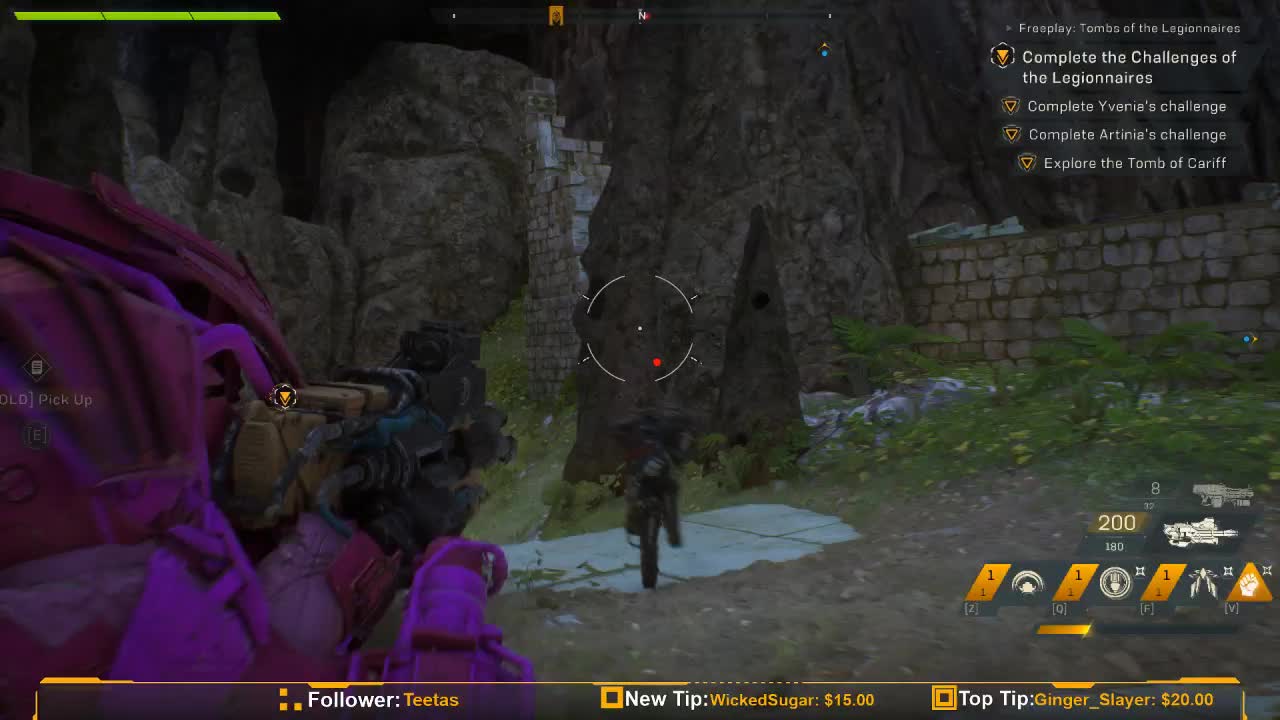 N
Freeplay: Tombs of the Legionnaires
Complete the Challenges of
the Legionnaires
Complete Yvenia's challenge
Complete Artinia's challenge
Explore the Tomb of Cariff
OLD] Pick Up
[E]
8
32
200
180
1
1
1
1
1
1
[Z]
[Q]
[F]
[V]
Follower: Teetas
New Tip: WickedSugar: $15.00
Top Tip: Ginger_Slayer: $20.00